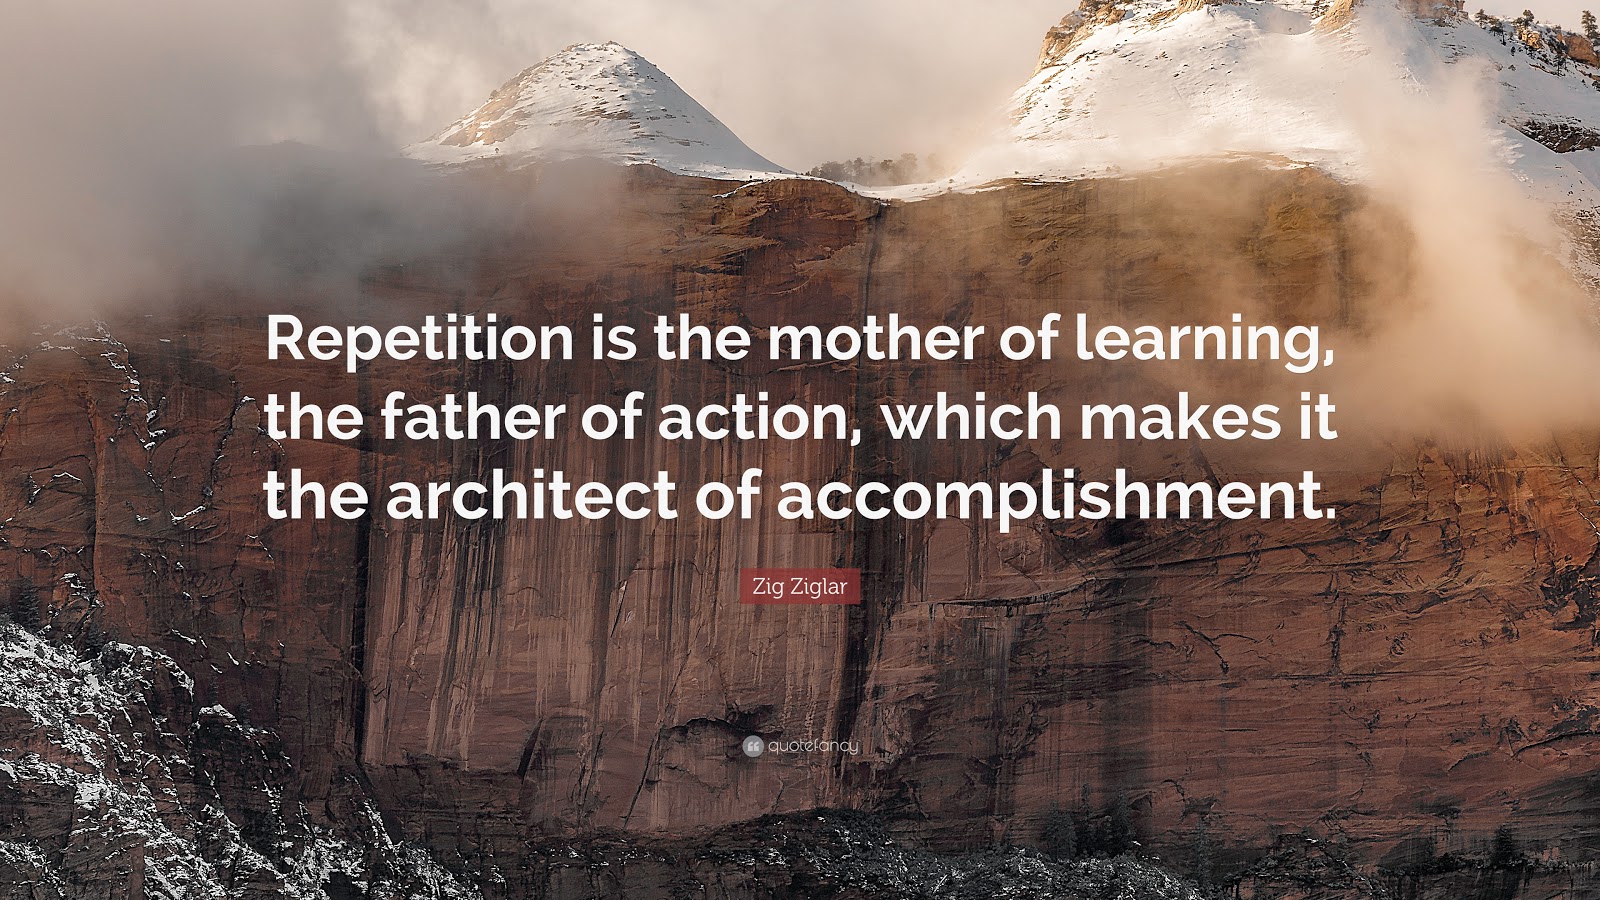 Repetition is the mother of learning,
the father of action, which makes it
the architect of accomplishment.
Zig Ziglar
quotefancy